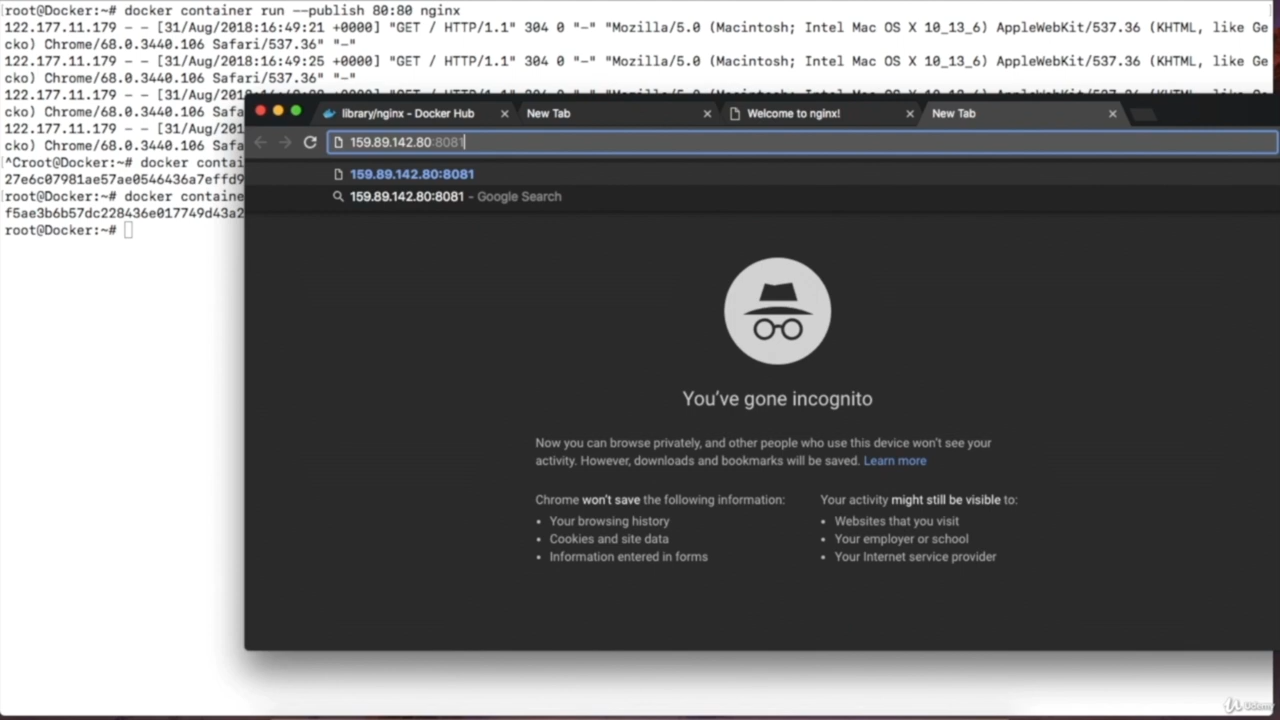 root@Docker:~# docker container run --publish 80:80 nginx
122.177.11.179 - - [31/Aug/2018:16:49:21 +0000] "GET / HTTP/1.1" 304 0 "-" "Mozilla/5.0 (Macintosh; Intel Mac OS X 10_13_6) AppleWebKit/537.36 (KHTML, like Ge
cko) Chrome/68.0.3440.106 Safari/537.36" "-"
122.177.11.179 - - [31/Aug/2018:16:49:25 +0000] "GET / HTTP/1.1" 304 0 "-" "Mozilla/5.0 (Macintosh; Intel Mac OS X 10_13_6) AppleWebKit/537.36 (KHTML, like Ge
cko) Chrome/68.0.3440.106 Safari/537.36" "-"
122.177.11.179 - -
cko) Chrome/68.0.3440.106 Safa
122.177.11.179 - - [31/Aug/201
cko) Chrome/68.0.3440.106 Safa
^Croot@Docker:~# docker contai
27e6c07981ae57ae0546436a7effd9
root@Docker:~# docker containe
f5ae3b6b57dc228436e017749d43a2
root@Docker:~#
library/nginx - Docker Hub
New Tab
Welcome to nginx!
New Tab
159.89.142.80:8081
159.89.142.80:8081
159.89.142.80:8081 - Google Search
You've gone incognito
Now you can browse privately, and other people who use this device won't see your
activity. However, downloads and bookmarks will be saved. Learn more
Chrome won't save the following information:
• Your browsing history
• Cookies and site data
• Information entered in forms
Your activity might still be visible to:
• Websites that you visit
• Your employer or school
• Your Internet service provider
Udemy